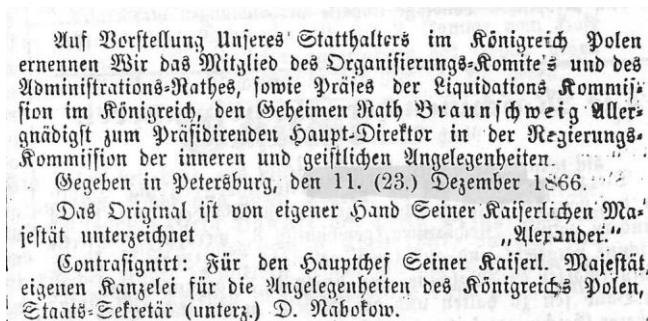 Auf Vorstellung Unseres Statthalters im Königreich Polen
ernennen Wir das Mitglied des Organisierungs-Komite's und des
Administrations-Rathes, sowie Präses der Liquidations Kommis-
sion im Königreich, den Geheimen Rath Braunschweig Aller-
gnädigst zum Präsidirenden Haupt-Direktor in der Regierungs-
Kommission der inneren und geistlichen Angelegenheiten.
Gegeben in Petersburg, den 11. (23.) Dezember 1866.
Das Original ist von eigener Hand Seiner Kaiserlichen Ma-
jestät unterzeichnet „Alexander."
Contrasignirt: Für den Hauptchef Seiner Kaiserl. Majestät,
eigenen Kanzelei für die Angelegenheiten des Königreichs Polen,
Staats-Sekretär (unterz.) D. Nabokow.